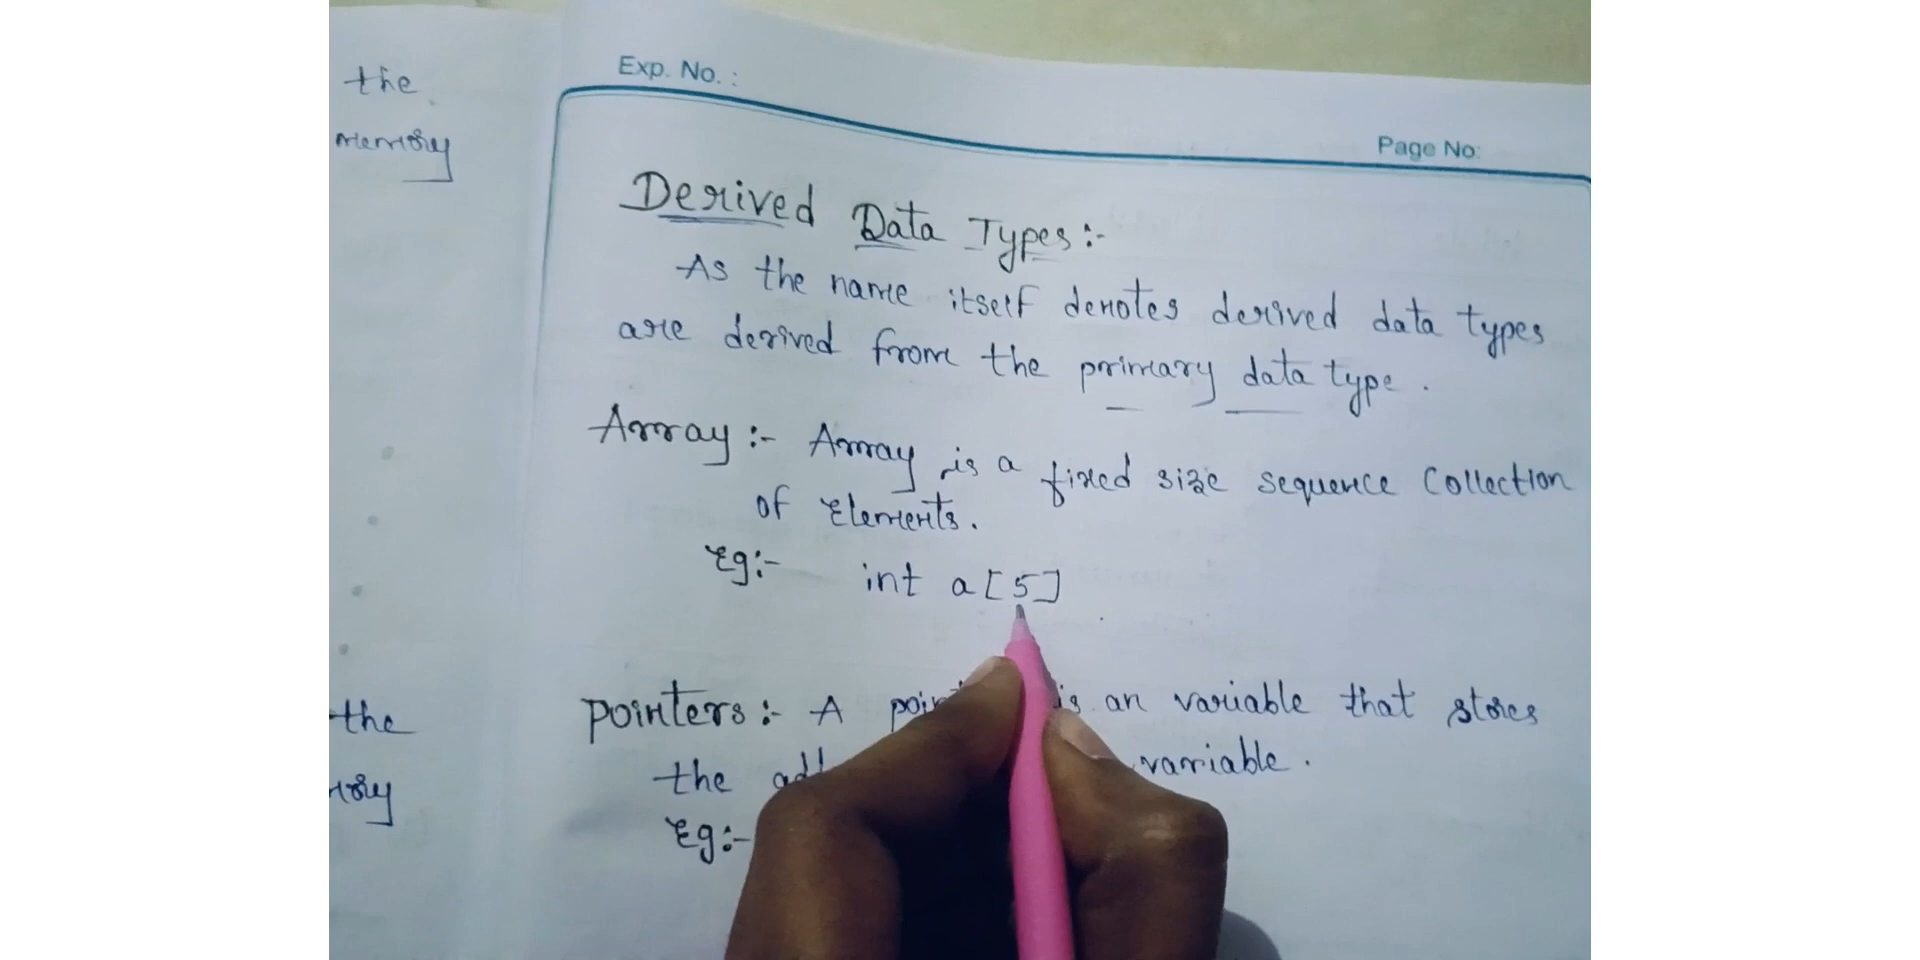 the
memory
Exp. No. :
Page No:
Derived Data Types :-
As the name itself denotes derived data types
are derived from the primary data type.
Array :- Array is a fixed size sequence collection
of Elements.
Eg:- int a[5]
the
Pointers :- A is an variable that stores
the variable.
Eg:-